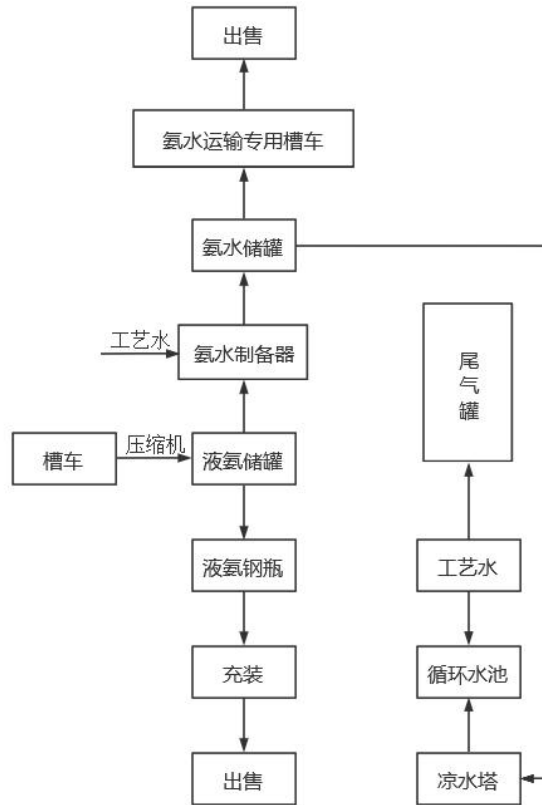 出售
氨水运输专用槽车
氨水储罐
工艺水
氨水制备器
尾
气
罐
槽车
压缩机
液氨储罐
液氨钢瓶
工艺水
充装
循环水池
出售
凉水塔